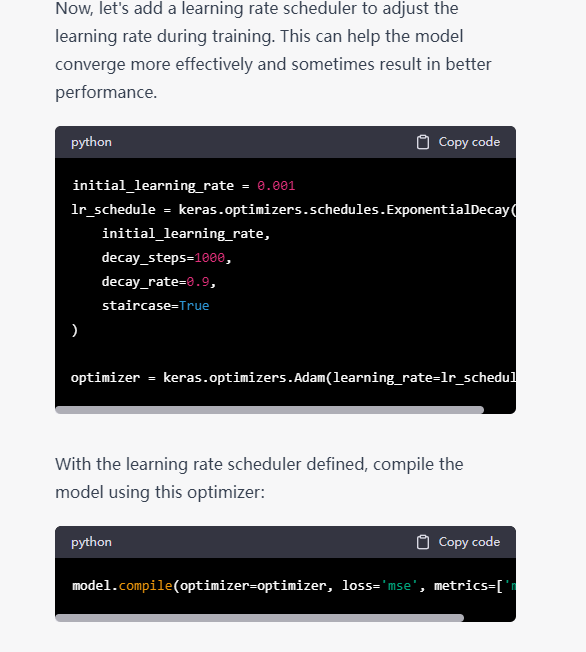 Now, let's add a learning rate scheduler to adjust the
learning rate during training. This can help the model
converge more effectively and sometimes result in better
performance.
python
Copy code
initial_learning_rate = 0.001
lr_schedule = keras.optimizers.schedules.ExponentialDecay(
    initial_learning_rate,
    decay_steps=1000,
    decay_rate=0.9,
    staircase=True
)
optimizer = keras.optimizers.Adam(learning_rate=lr_schedul
With the learning rate scheduler defined, compile the
model using this optimizer:
python
Copy code
model.compile(optimizer=optimizer, loss='mse', metrics=['